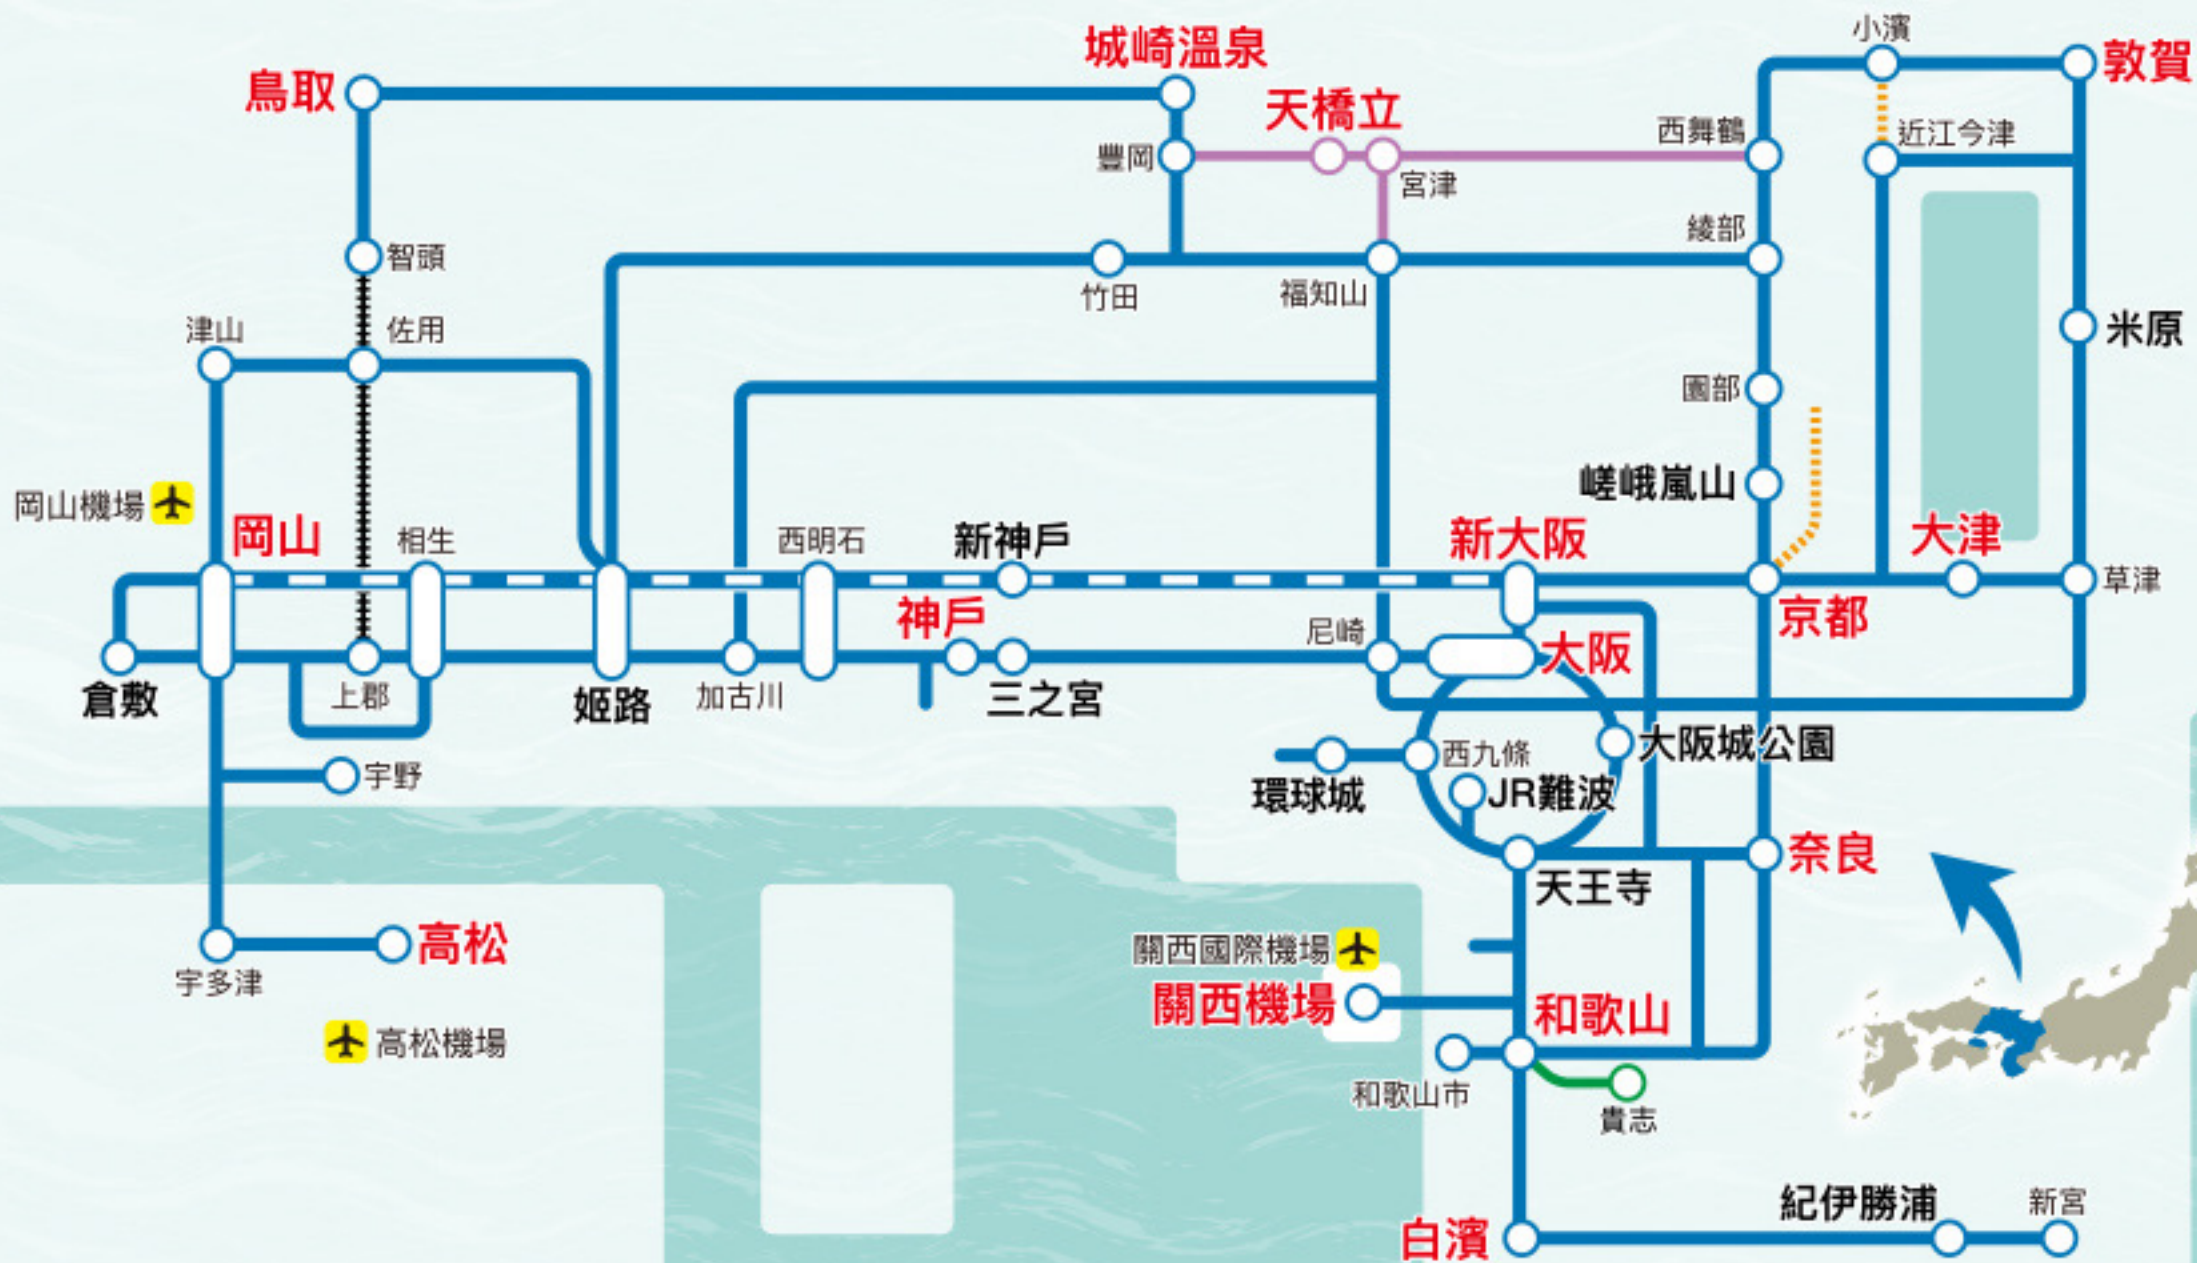 小濱
城崎溫泉
敦賀
鳥取
天橋立
西舞鶴
近江今津
豐岡
宮津
綾部
智頭
竹田
福知山
津山
佐用
米原
園部
嵯峨嵐山
岡山機場
岡山
相生
西明石
新神戶
新大阪
大津
草津
神戶
京都
尼崎
大阪
倉敷
上郡
姬路
加古川
三之宮
大阪城公園
西九條
宇野
環球城
JR難波
奈良
天王寺
高松
關西國際機場
宇多津
關西機場
和歌山
高松機場
和歌山市
貴志
紀伊勝浦
新宮
白濱